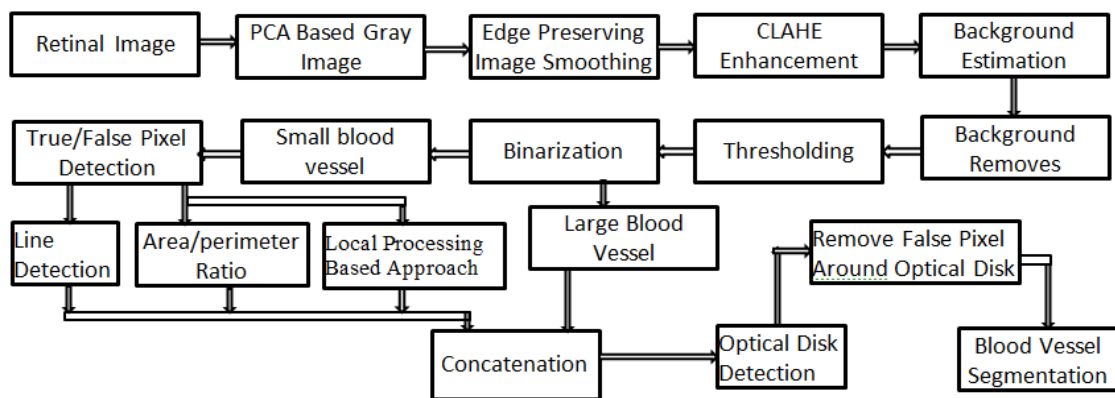 Retinal Image
PCA Based Gray
Image
Edge Preserving
Image Smoothing
CLAHE
Enhancement
Background
Estimation
True/False Pixel
Detection
Small blood
vessel
Binarization
Thresholding
Background
Removes
Line
Detection
Area/perimeter
Ratio
Local Processing
Based Approach
Large Blood
Vessel
Remove False Pixel
Around Optical Disk
Concatenation
Optical Disk
Detection
Blood Vessel
Segmentation